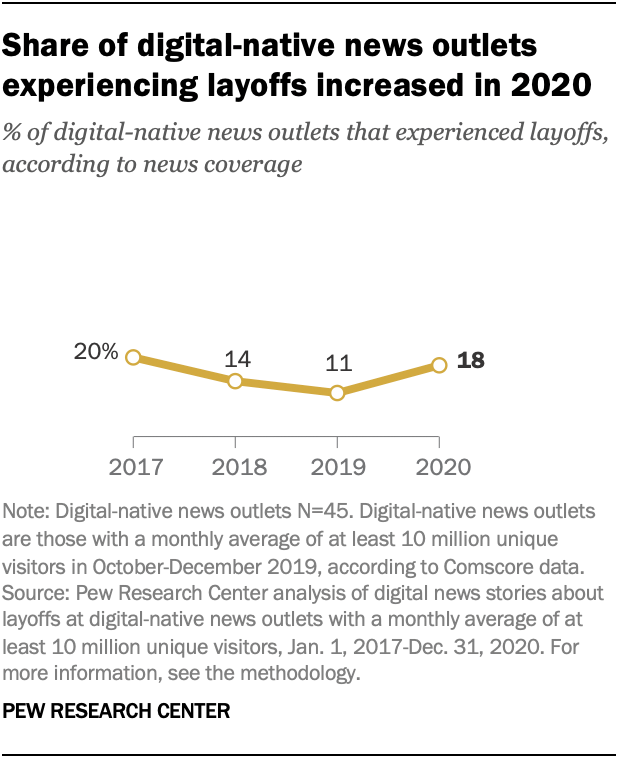 Share of digital-native news outlets
experiencing layoffs increased in 2020
% of digital-native news outlets that experienced layoffs,
according to news coverage
20%
14
11
18
2017
2018
2019
2020
Note: Digital-native news outlets N=45. Digital-native news outlets
are those with a monthly average of at least 10 million unique
visitors in October-December 2019, according to Comscore data.
Source: Pew Research Center analysis of digital news stories about
layoffs at digital-native news outlets with a monthly average of at
least 10 million unique visitors, Jan. 1, 2017-Dec. 31, 2020. For
more information, see the methodology.
PEW RESEARCH CENTER